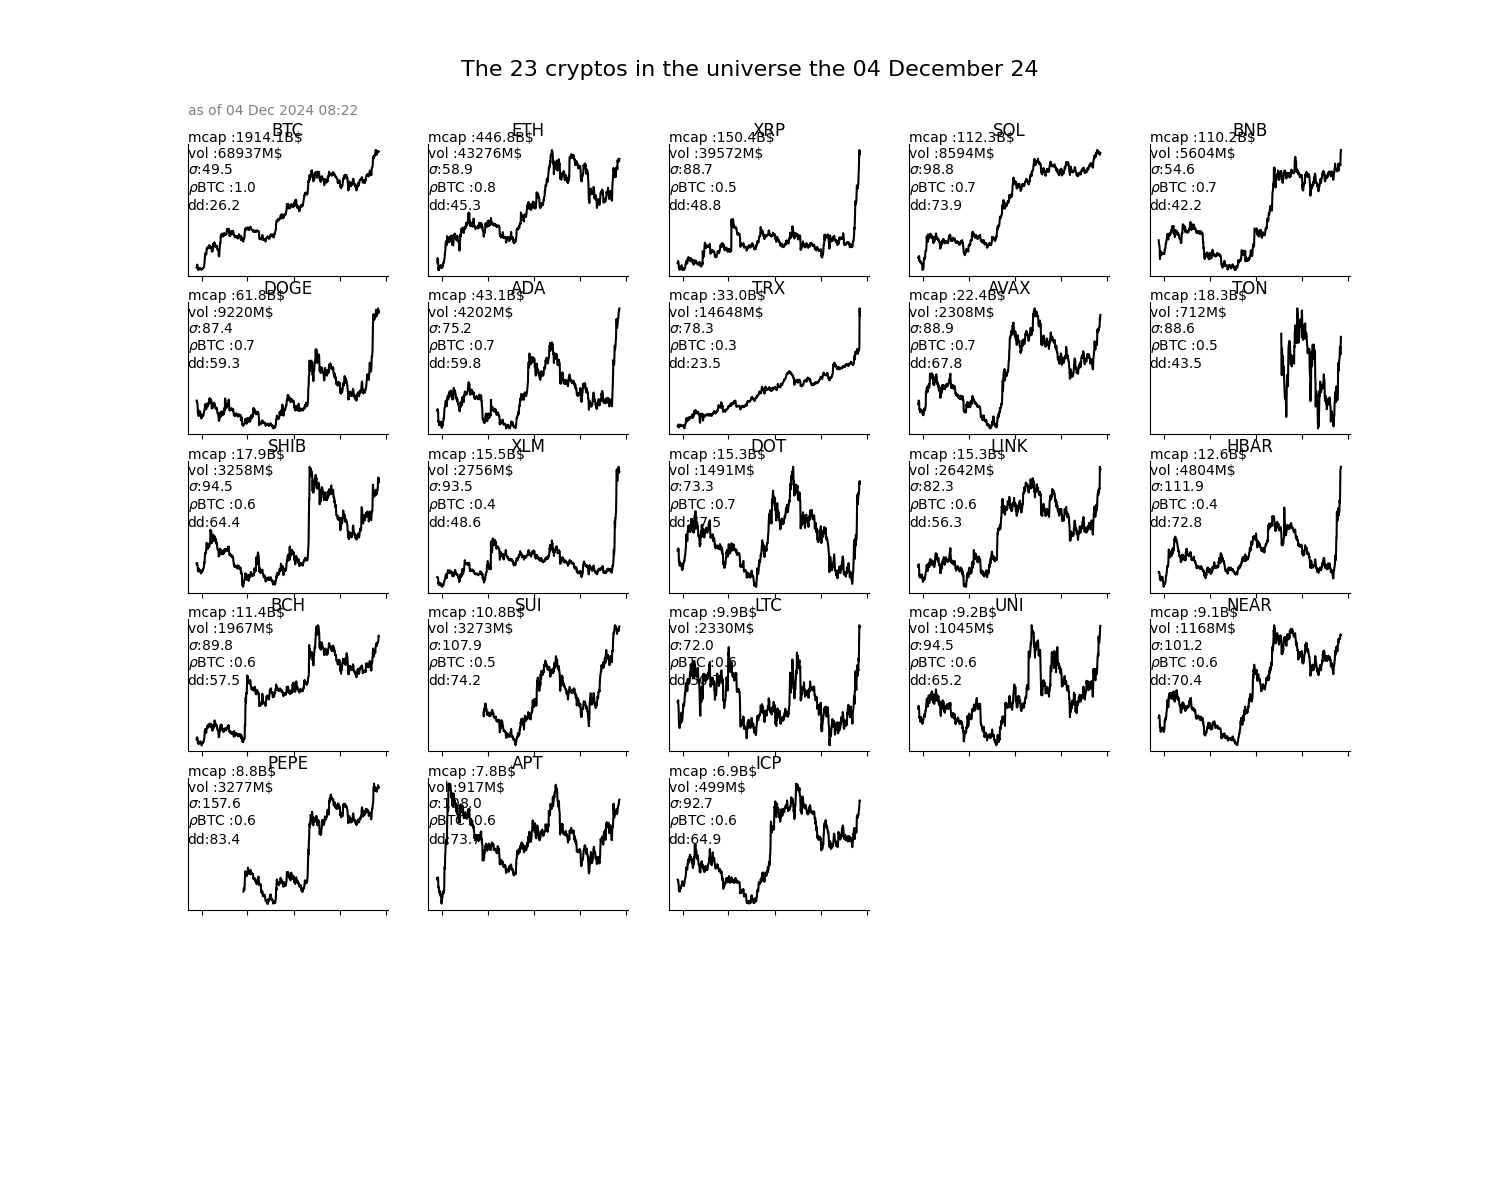 The 23 cryptos in the universe the 04 December 24
as of 04 Dec 2024 08:22
BTC
mcap :1914.1B$
vol :68937M$
σ:49.5
ρBTC :1.0
dd:26.2
ETH
mcap :446.8B$
vol :43276M$
σ:58.9
ρBTC :0.8
dd:45.3
XRP
mcap :150.4B$
vol :39572M$
σ:88.7
ρBTC :0.5
dd:48.8
SOL
mcap :112.3B$
vol :8594M$
σ:98.8
ρBTC :0.7
dd:73.9
BNB
mcap :110.2B$
vol :5604M$
σ:54.6
ρBTC :0.7
dd:42.2
DOGE
mcap :61.8B$
vol :9220M$
σ:87.4
ρBTC :0.7
dd:59.3
ADA
mcap :43.1B$
vol :4202M$
σ:75.2
ρBTC :0.7
dd:59.8
TRX
mcap :33.0B$
vol :14648M$
σ:78.3
ρBTC :0.3
dd:23.5
AVAX
mcap :22.4B$
vol :2308M$
σ:88.9
ρBTC :0.7
dd:67.8
TON
mcap :18.3B$
vol :712M$
σ:88.6
ρBTC :0.5
dd:43.5
SHIB
mcap :17.9B$
vol :3258M$
σ:94.5
ρBTC :0.6
dd:64.4
XLM
mcap :15.5B$
vol :2756M$
σ:93.5
ρBTC :0.4
dd:48.6
DOT
mcap :15.3B$
vol :1491M$
σ:73.3
ρBTC :0.7
LINK
mcap :15.3B$
vol :2642M$
σ:82.3
ρBTC :0.6
dd:56.3
HBAR
mcap :12.6B$
vol :4804M$
σ:111.9
ρBTC :0.4
dd:72.8
BCH
mcap :11.4B$
vol :1967M$
σ:89.8
ρBTC :0.6
dd:57.5
SUI
mcap :10.8B$
vol :3273M$
σ:107.9
ρBTC :0.5
dd:74.2
LTC
mcap :9.9B$
vol :2330M$
σ:72.0
ρBTC :0.6
UNI
mcap :9.2B$
vol :1045M$
σ:94.5
ρBTC :0.6
dd:65.2
NEAR
mcap :9.1B$
vol :1168M$
σ:101.2
ρBTC :0.6
dd:70.4
PEPE
mcap :8.8B$
vol :3277M$
σ:157.6
ρBTC :0.6
dd:83.4
APT
mcap :7.8B$
vol :917M$
σ:108.0
ρBTC :0.6
ICP
mcap :6.9B$
vol :499M$
σ:92.7
ρBTC :0.6
dd:64.9